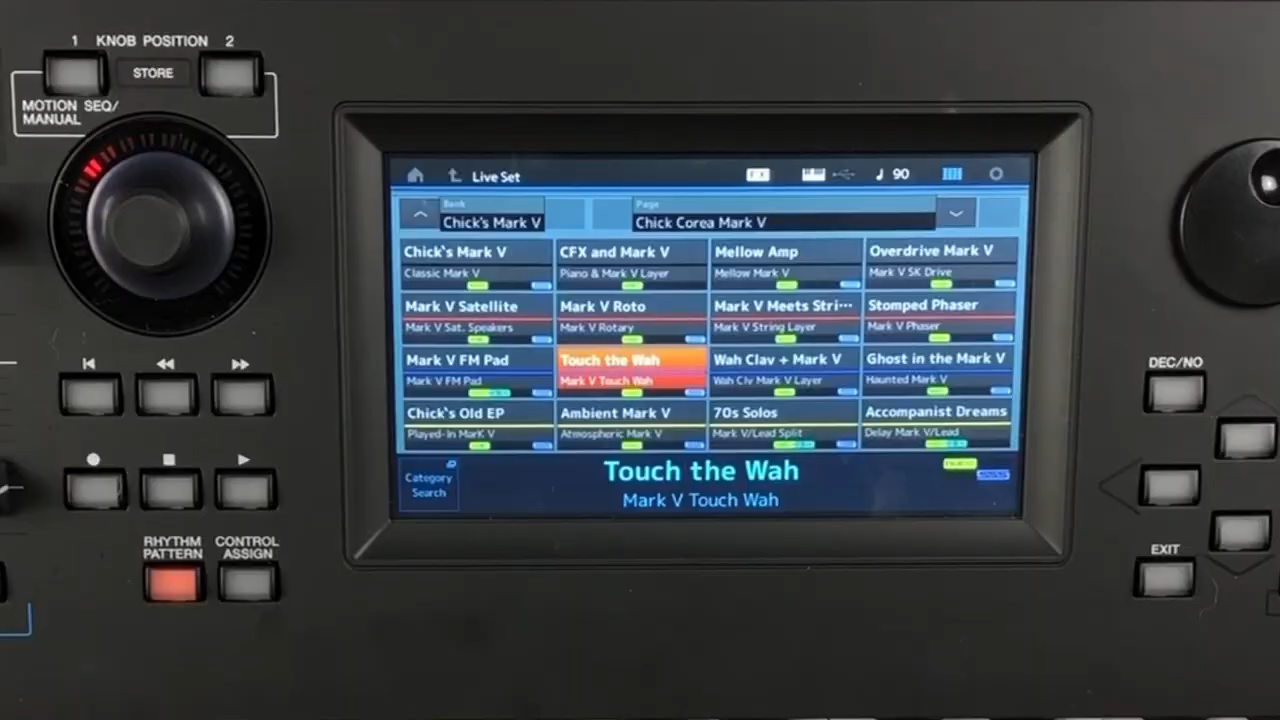 1 KNOB POSITION 2
STORE
MOTION SEQ/
MANUAL
Live Set
90
Bank
Page
Chick's Mark V
Chick Corea Mark V
Chick's Mark V
CFX and Mark V
Mellow Amp
Overdrive Mark V
Classic Mark V
Piano & Mark V Layer
Mellow Mark V
Mark V SK Drive
Mark V Satellite
Mark V Roto
Mark V Meets Stri…
Stomped Phaser
Mark V Sat. Speakers
Mark V Rotary
Mark V String Layer
Mark V Phaser
Mark V FM Pad
Touch the Wah
Wah Clav + Mark V
Ghost in the Mark V
Mark V FM Pad
Mark V Touch Wah
Wah Clv Mark V Layer
Haunted Mark V
Chick's Old EP
Ambient Mark V
70s Solos
Accompanist Dreams
Played-In MarK V
Atmospheric Mark V
Mark V/Lead Split
Delay Mark V/Lead
Category
Search
Touch the Wah
Mark V Touch Wah
RHYTHM
PATTERN
CONTROL
ASSIGN
DEC/NO
EXIT